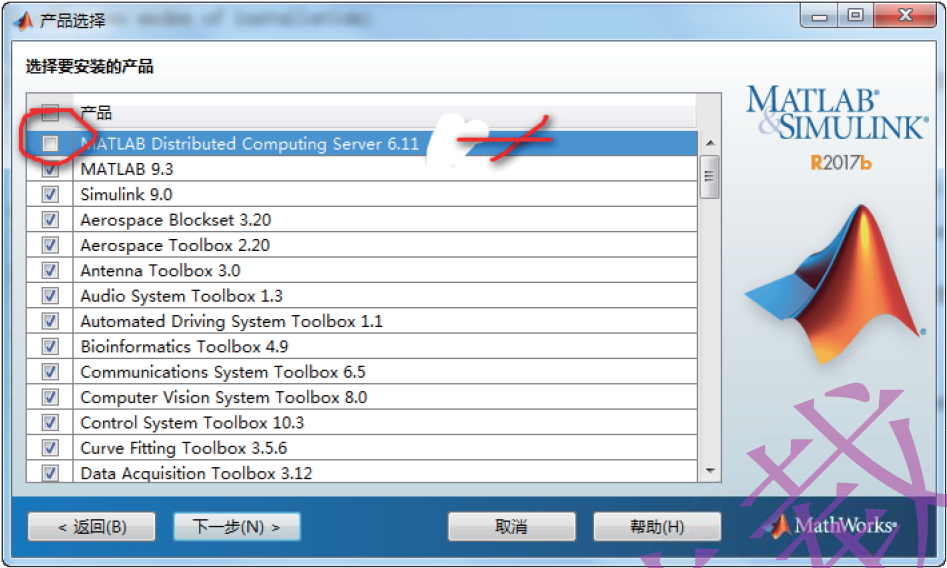 产品选择
选择要安装的产品
产品
MATLAB Distributed Computing Server 6.11
MATLAB 9.3
Simulink 9.0
Aerospace Blockset 3.20
Aerospace Toolbox 2.20
Antenna Toolbox 3.0
Audio System Toolbox 1.3
Automated Driving System Toolbox 1.1
Bioinformatics Toolbox 4.9
Communications System Toolbox 6.5
Computer Vision System Toolbox 8.0
Control System Toolbox 10.3
Curve Fitting Toolbox 3.5.6
Data Acquisition Toolbox 3.12
MATLAB®
&SIMULINK®
R2017b
< 返回(B)
下一步(N) >
取消
帮助(H)
MathWorks®